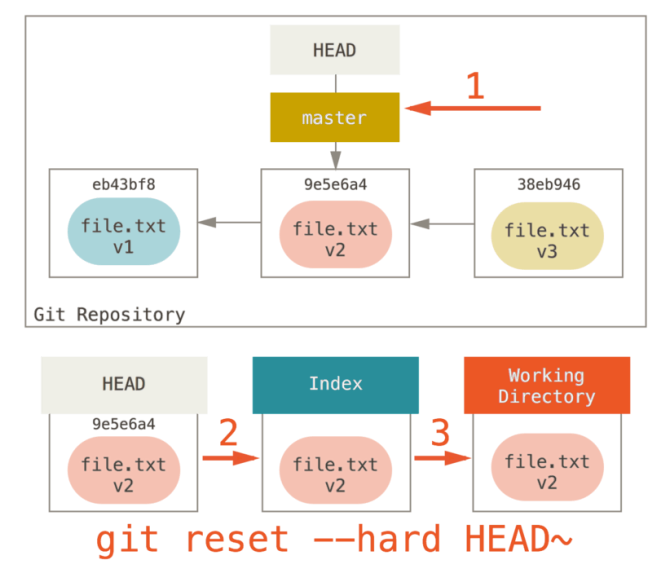 HEAD
1
master
eb43bf8
9e5e6a4
38eb946
file.txt
v1
file.txt
v2
file.txt
v3
Git Repository
HEAD
Index
Working
Directory
9e5e6a4
2
3
file.txt
v2
file.txt
v2
file.txt
v2
git reset --hard HEAD~